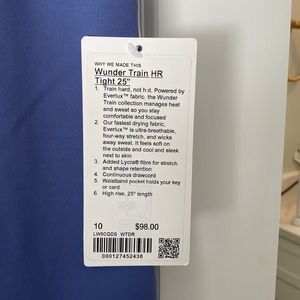 WHY WE MADE THIS
Wunder Train HR
Tight 25"
1. Train hard, not hot. Powered by
Everlux™ fabric, the Wunder
Train collection manages heat
and sweat so you stay
comfortable and focused
2. Our fastest drying fabric,
Everlux™ is ultra-breathable,
four-way stretch, and wicks
away sweat. It feels soft on
the outside and cool and sleek
next to skin
3. Added Lycra® fibre for stretch
and shape retention
4. Continuous drawcord
5. Waistband pocket holds your key
or card
6. High rise, 25" length
10 $98.00
LW5CQDS WTDR
000127452438